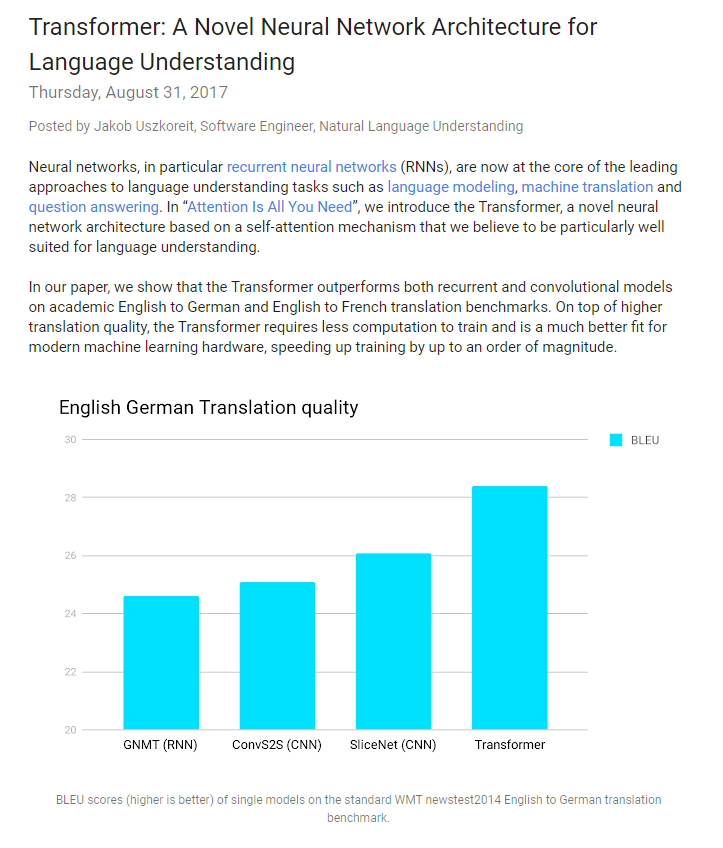 Transformer: A Novel Neural Network Architecture for
Language Understanding
Thursday, August 31, 2017
Posted by Jakob Uszkoreit, Software Engineer, Natural Language Understanding
Neural networks, in particular recurrent neural networks (RNNs), are now at the core of the leading
approaches to language understanding tasks such as language modeling, machine translation and
question answering. In “Attention Is All You Need”, we introduce the Transformer, a novel neural
network architecture based on a self-attention mechanism that we believe to be particularly well
suited for language understanding.
In our paper, we show that the Transformer outperforms both recurrent and convolutional models
on academic English to German and English to French translation benchmarks. On top of higher
translation quality, the Transformer requires less computation to train and is a much better fit for
modern machine learning hardware, speeding up training by up to an order of magnitude.
English German Translation quality
30
BLEU
28
26
24
22
20
GNMT (RNN) ConvS2S (CNN) SliceNet (CNN) Transformer
BLEU scores (higher is better) of single models on the standard WMT newstest2014 English to German translation
benchmark.